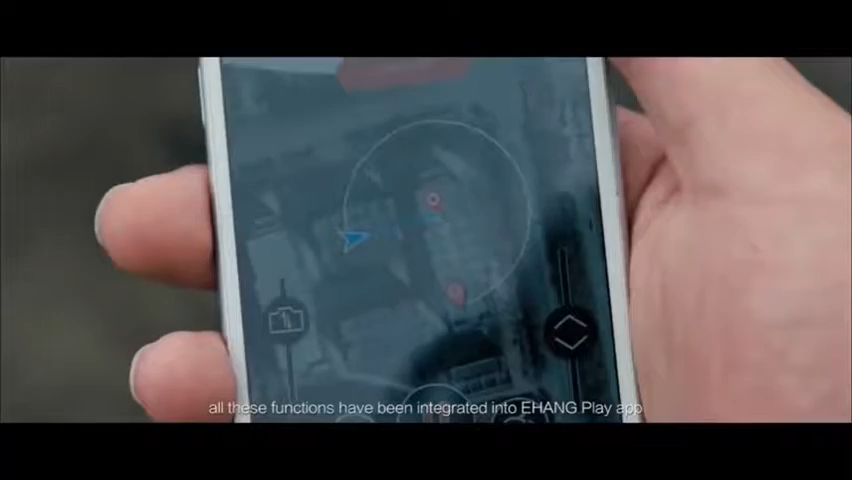 all these functions have been integrated into EHANG Play app